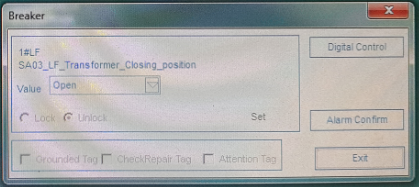 Breaker
1#LF
SA03_LF_Transformer_Closing_position
Value Open
Lock Unlock Set
Grounded Tag CheckRepair Tag Attention Tag
Digital Control
Alarm Confirm
Exit